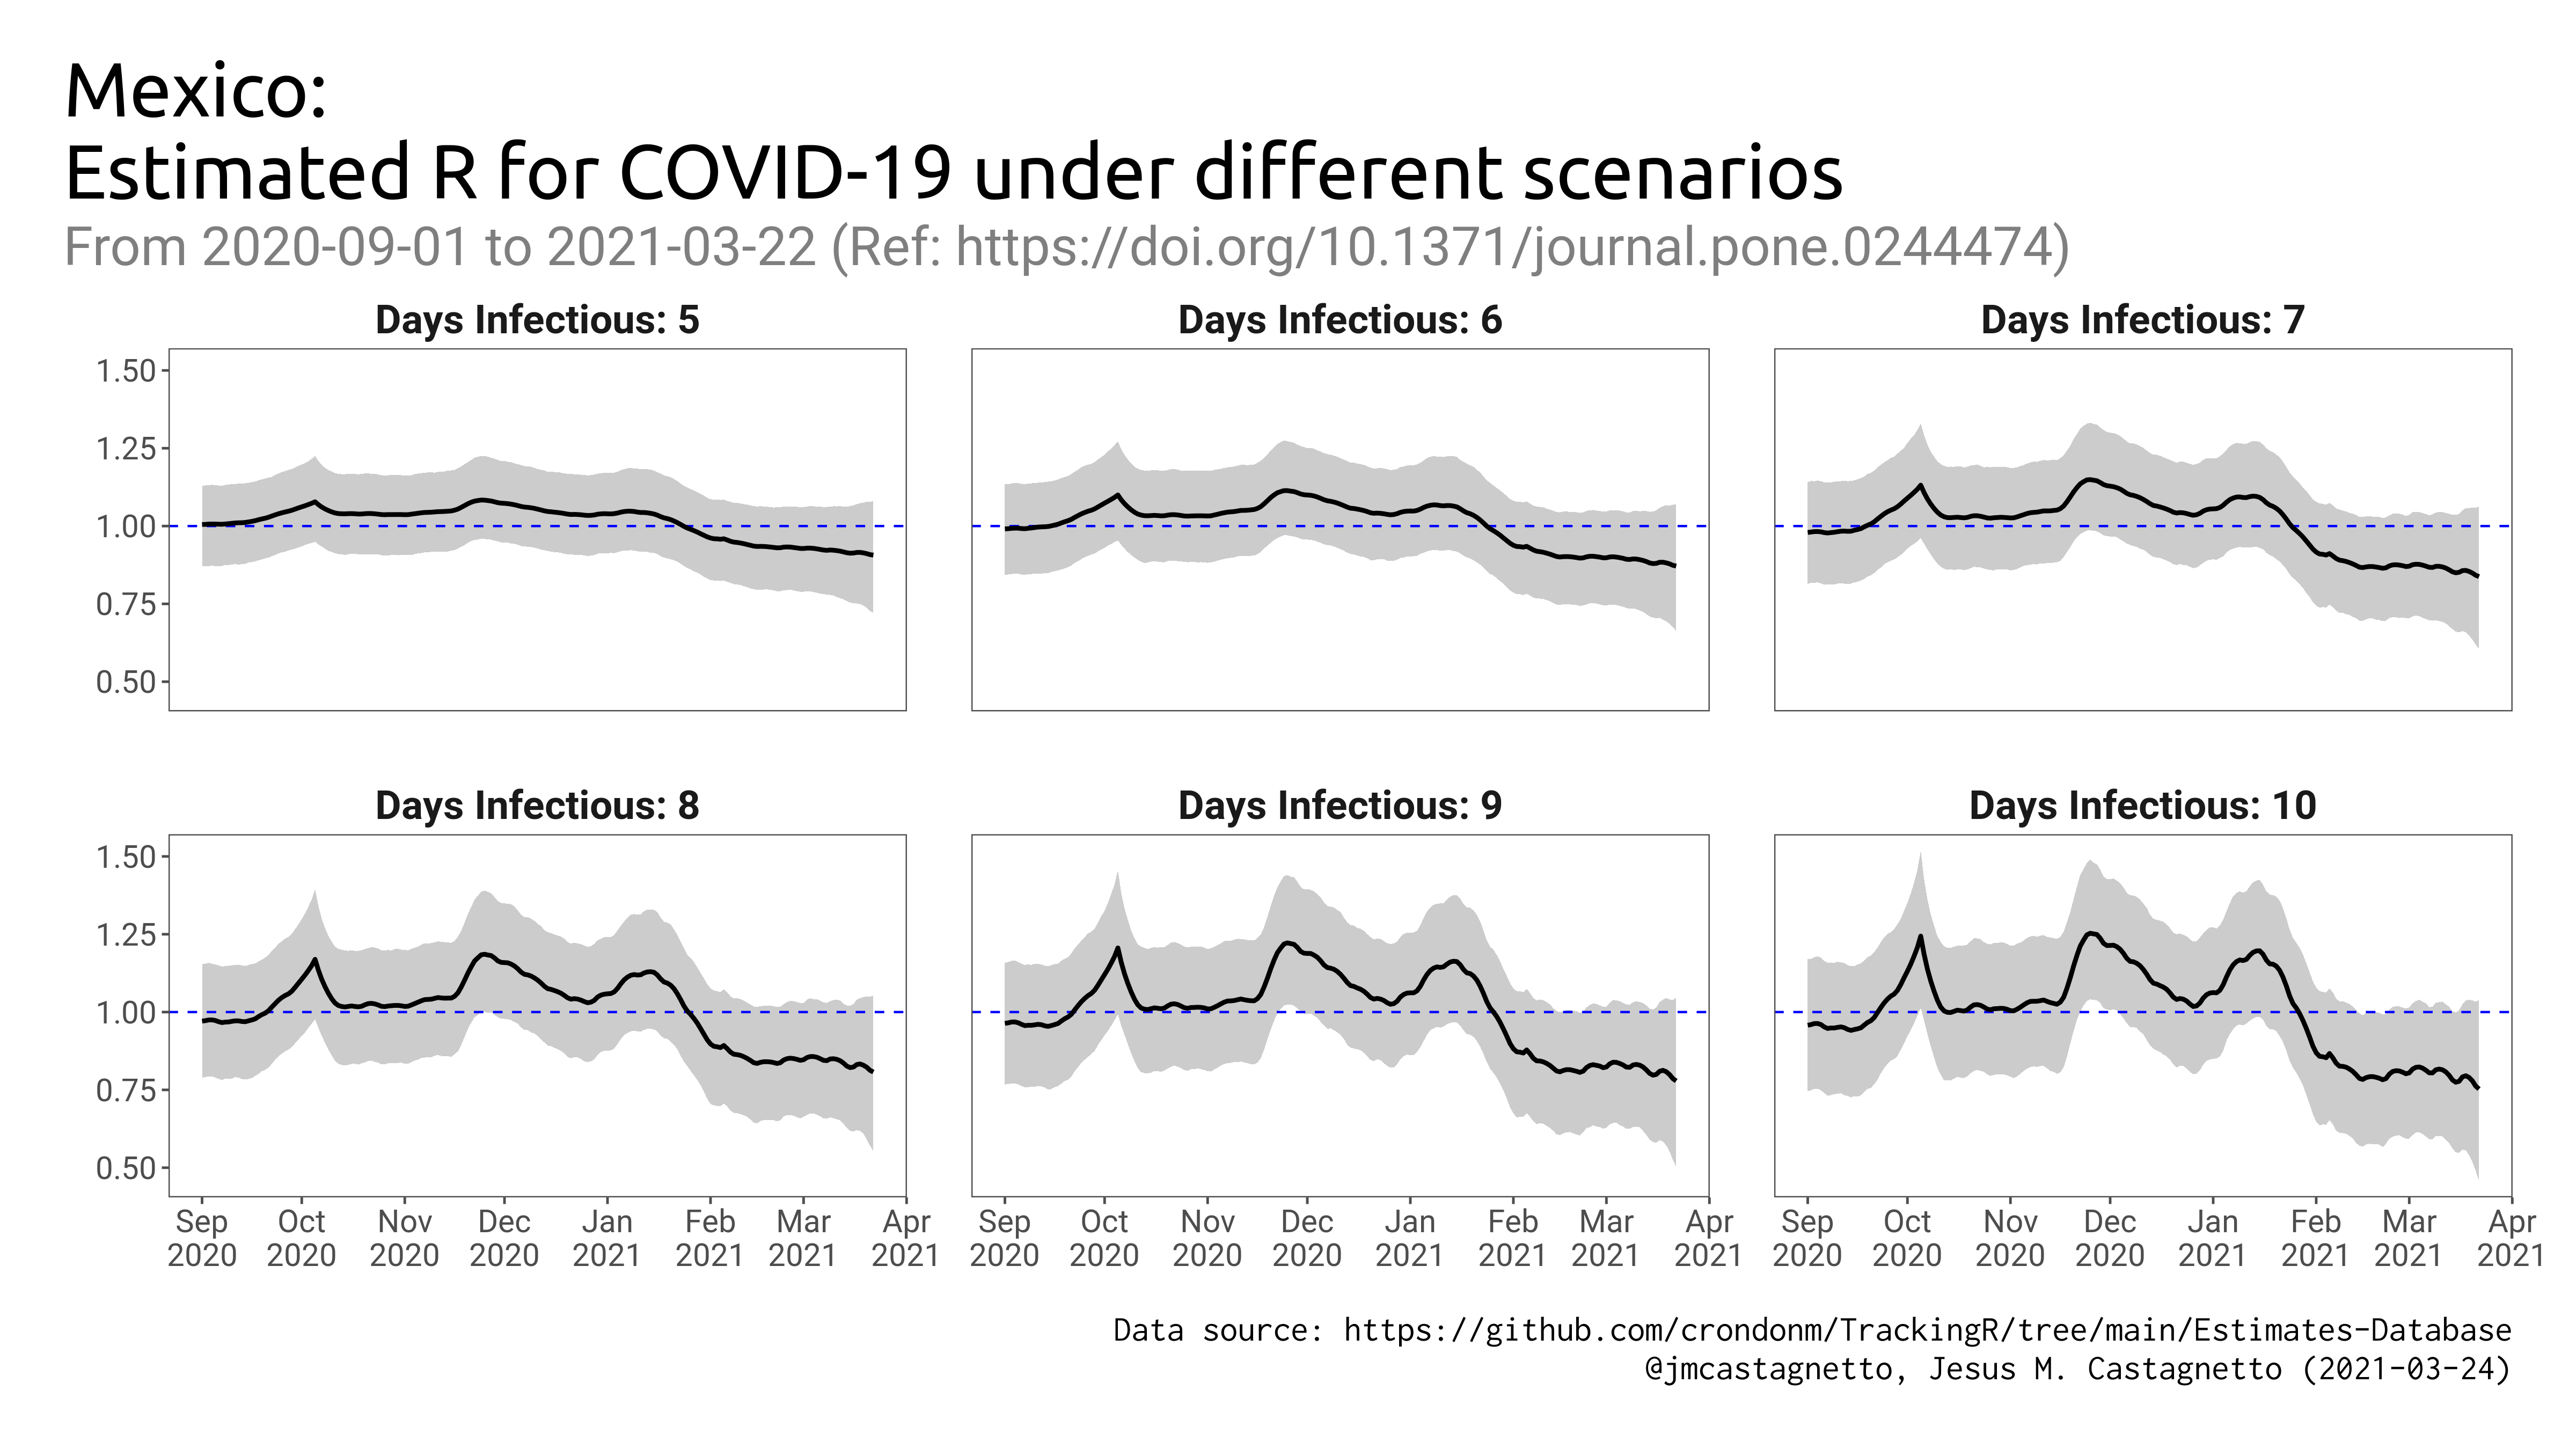 Mexico:
Estimated R for COVID-19 under different scenarios
From 2020-09-01 to 2021-03-22 (Ref: https://doi.org/10.1371/journal.pone.0244474)
Days Infectious: 5
Days Infectious: 6
Days Infectious: 7
1.50
1.25
1.00
0.75
0.50
Days Infectious: 8
Days Infectious: 9
Days Infectious: 10
1.50
1.25
1.00
0.75
0.50
Sep Oct Nov Dec Jan Feb Mar Apr
2020 2020 2020 2020 2021 2021 2021 2021
Sep Oct Nov Dec Jan Feb Mar Apr
2020 2020 2020 2020 2021 2021 2021 2021
Sep Oct Nov Dec Jan Feb Mar Apr
2020 2020 2020 2020 2021 2021 2021 2021
Data source: https://github.com/crondonm/TrackingR/tree/main/Estimates-Database
@jmcastagnetto, Jesus M. Castagnetto (2021-03-24)